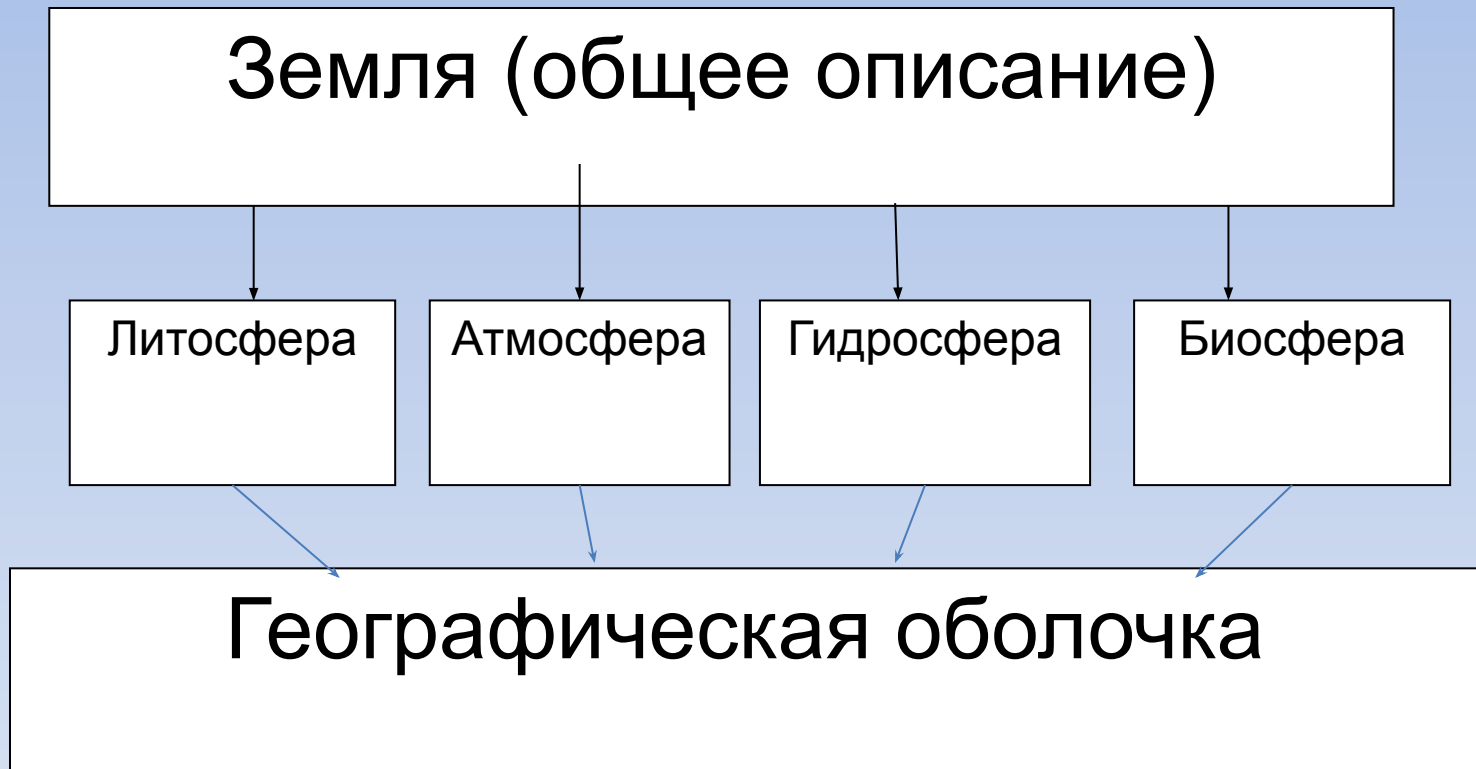 Земля (общее описание)
Литосфера
Атмосфера
Гидросфера
Биосфера
Географическая оболочка